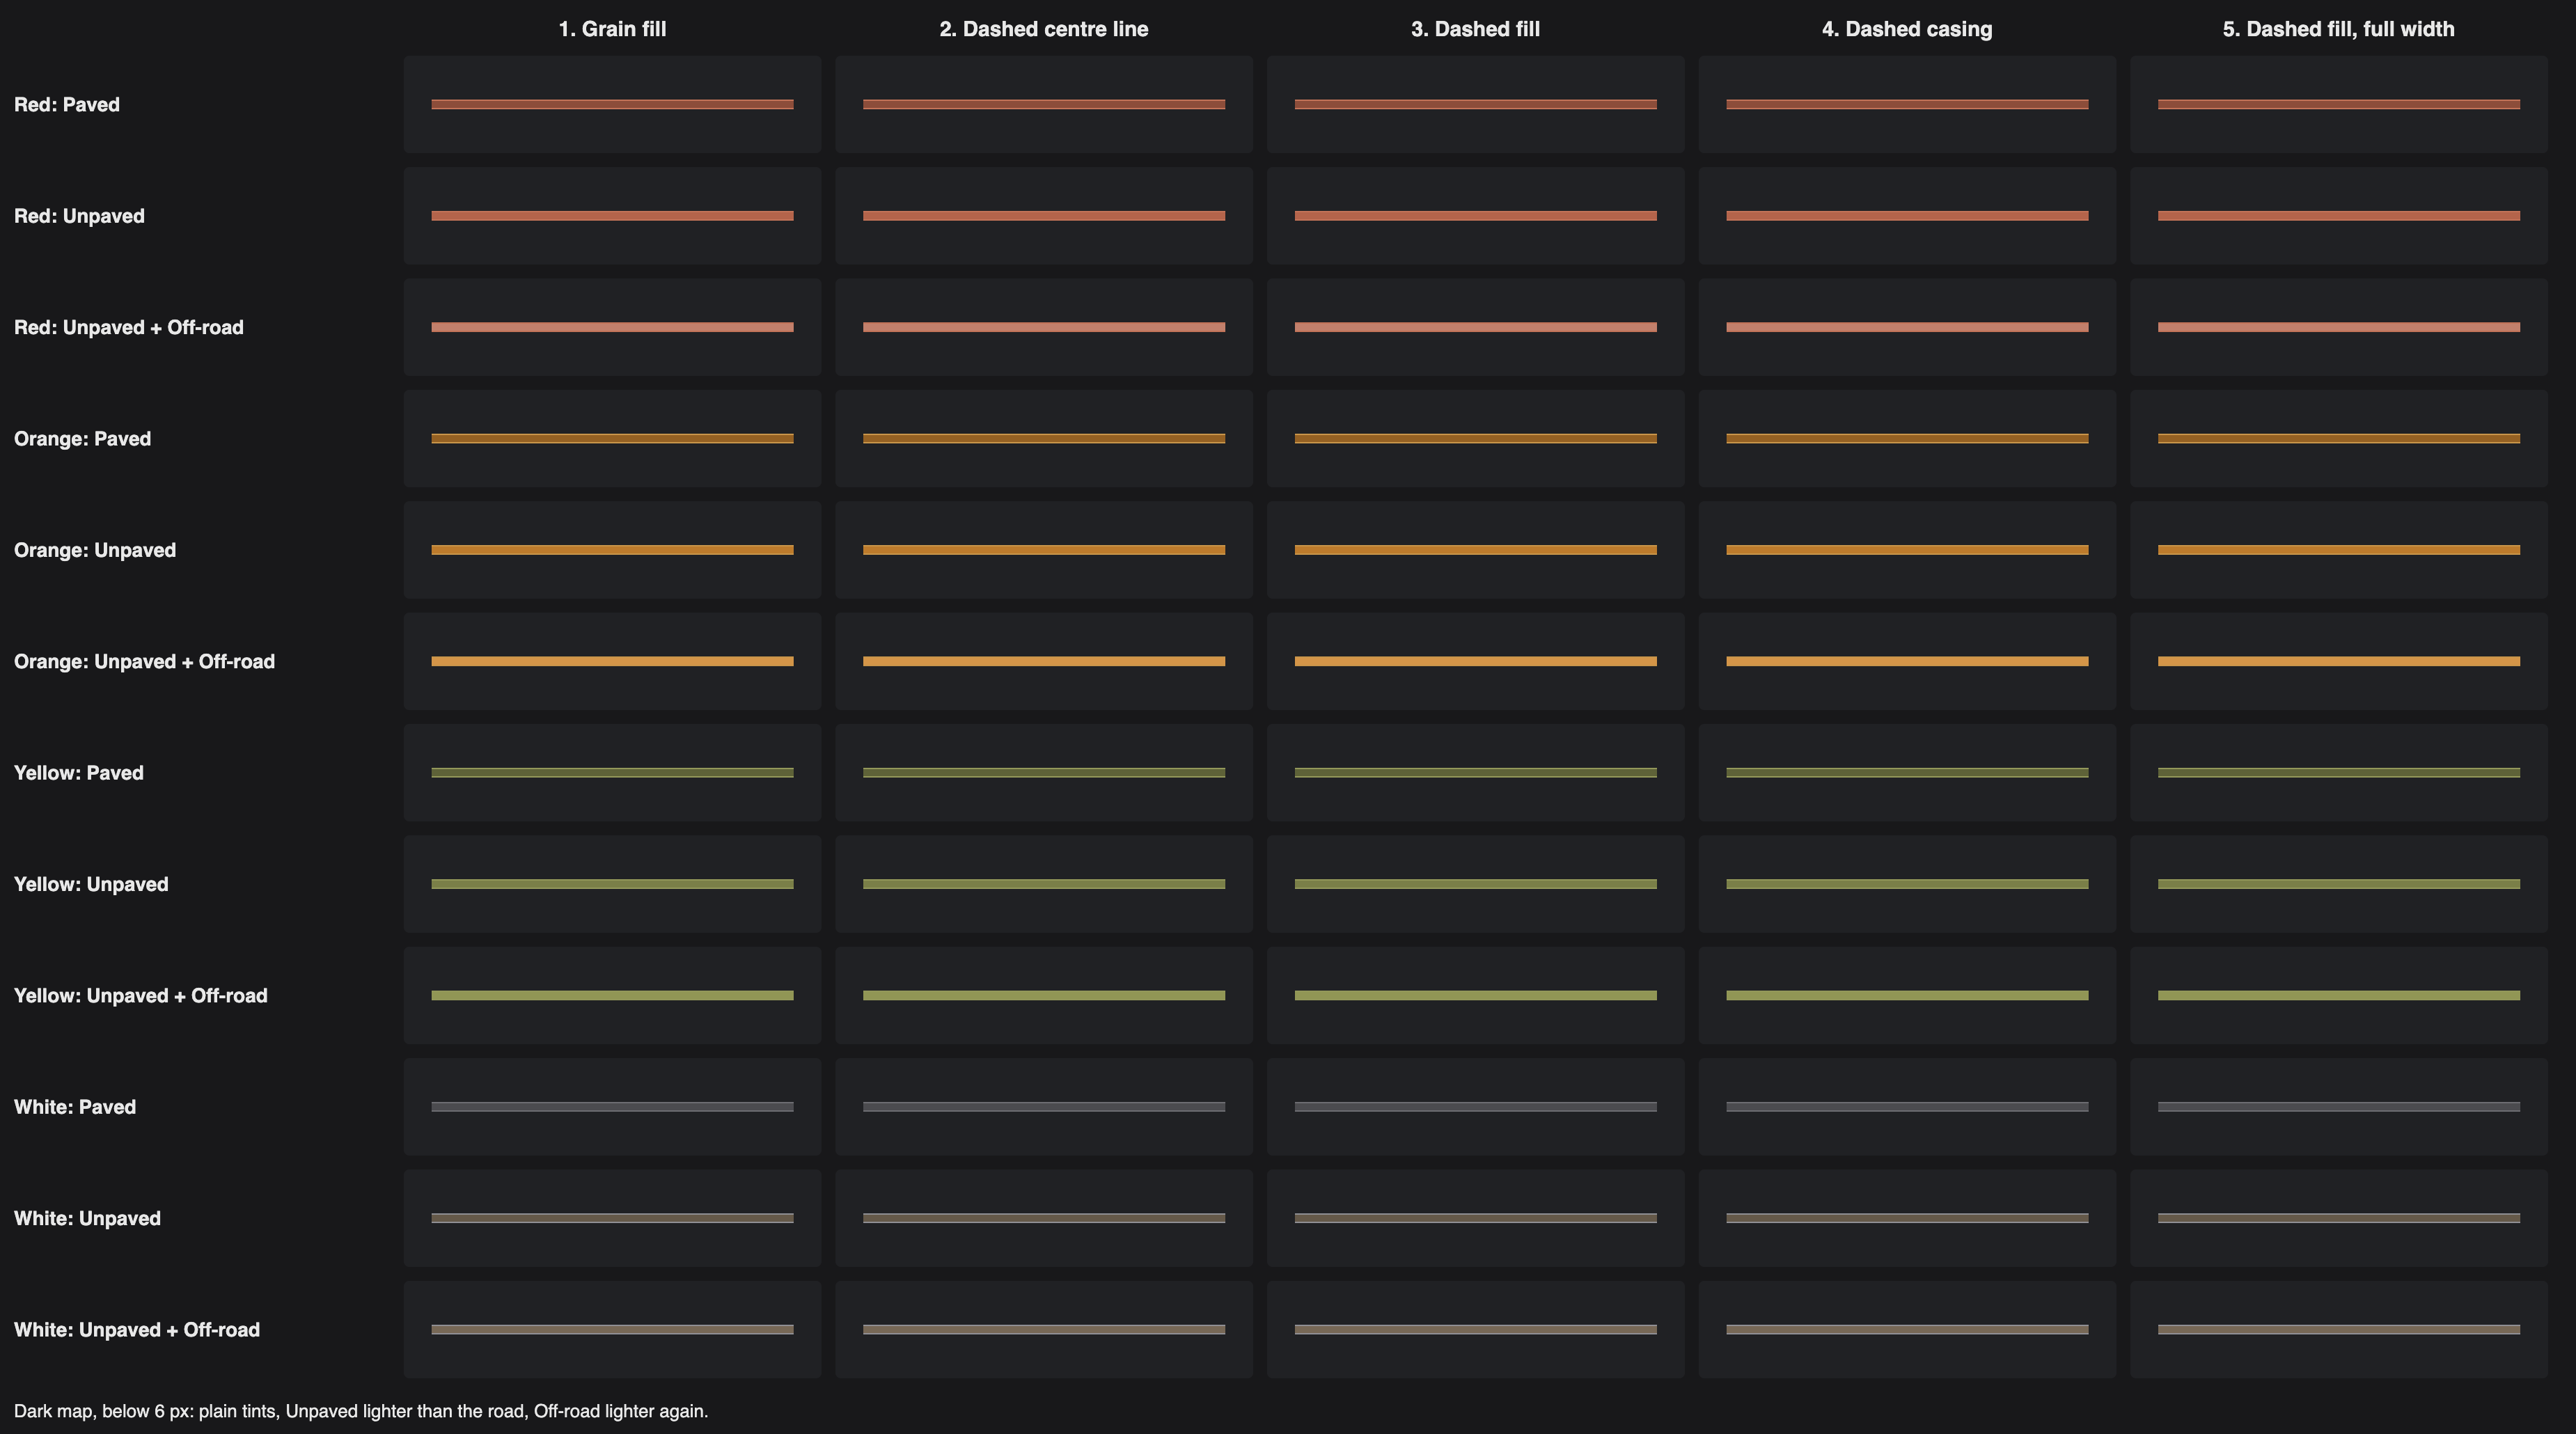 1. Grain fill
2. Dashed centre line
3. Dashed fill
4. Dashed casing
5. Dashed fill, full width
Red: Paved
Red: Unpaved
Red: Unpaved + Off-road
Orange: Paved
Orange: Unpaved
Orange: Unpaved + Off-road
Yellow: Paved
Yellow: Unpaved
Yellow: Unpaved + Off-road
White: Paved
White: Unpaved
White: Unpaved + Off-road
Dark map, below 6 px: plain tints, Unpaved lighter than the road, Off-road lighter again.